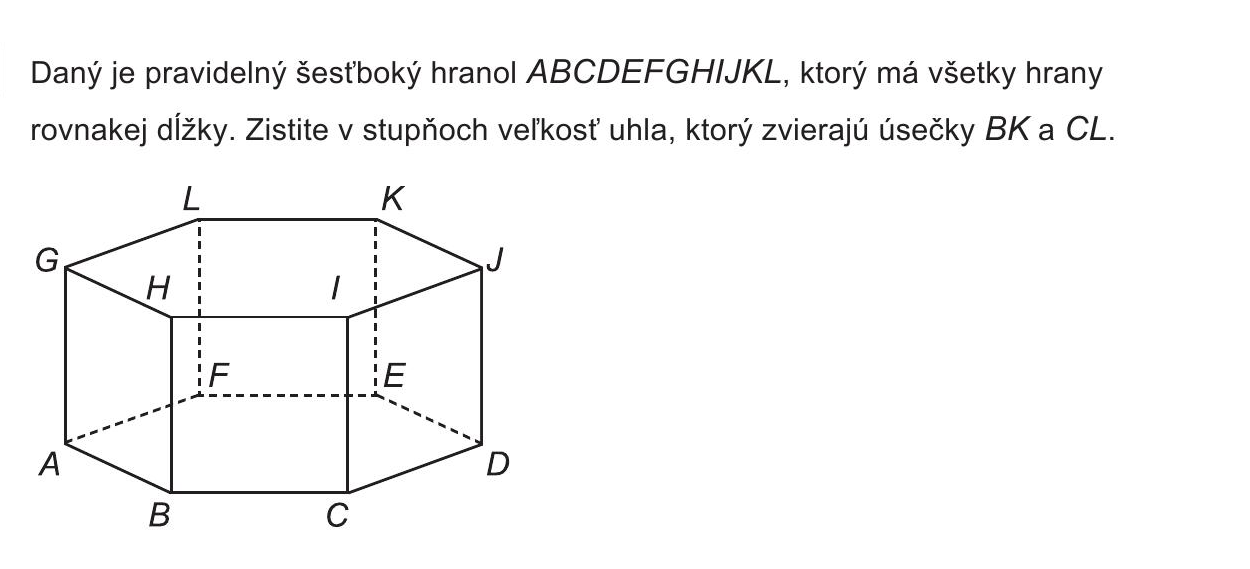 Daný je pravidelný šesťboký hranol ABCDEFGHIJKL, ktorý má všetky hrany
rovnakej dĺžky. Zistite v stupňoch veľkosť uhla, ktorý zvierajú úsečky BK a CL.
L K
G J
H I
F E
A D
B C